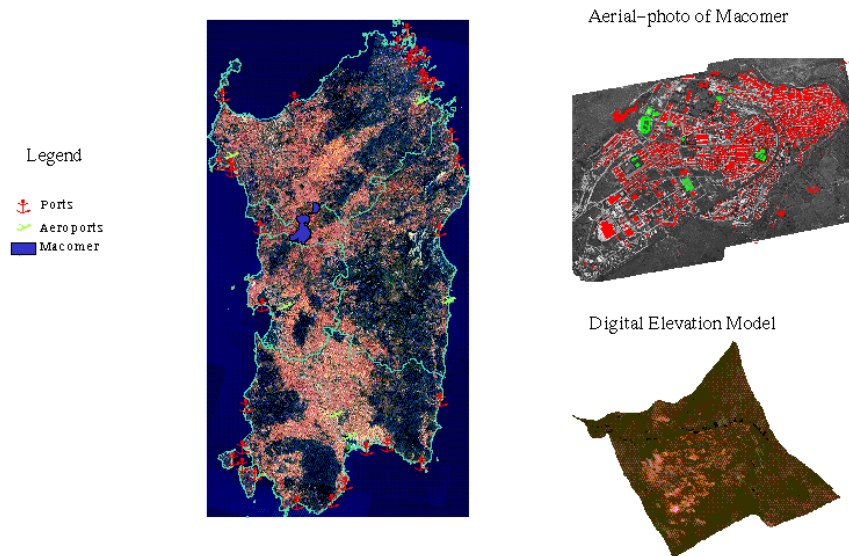 Aerial-photo of Macomer
Legend
Ports
Aeroports
Macomer
Digital Elevation Model